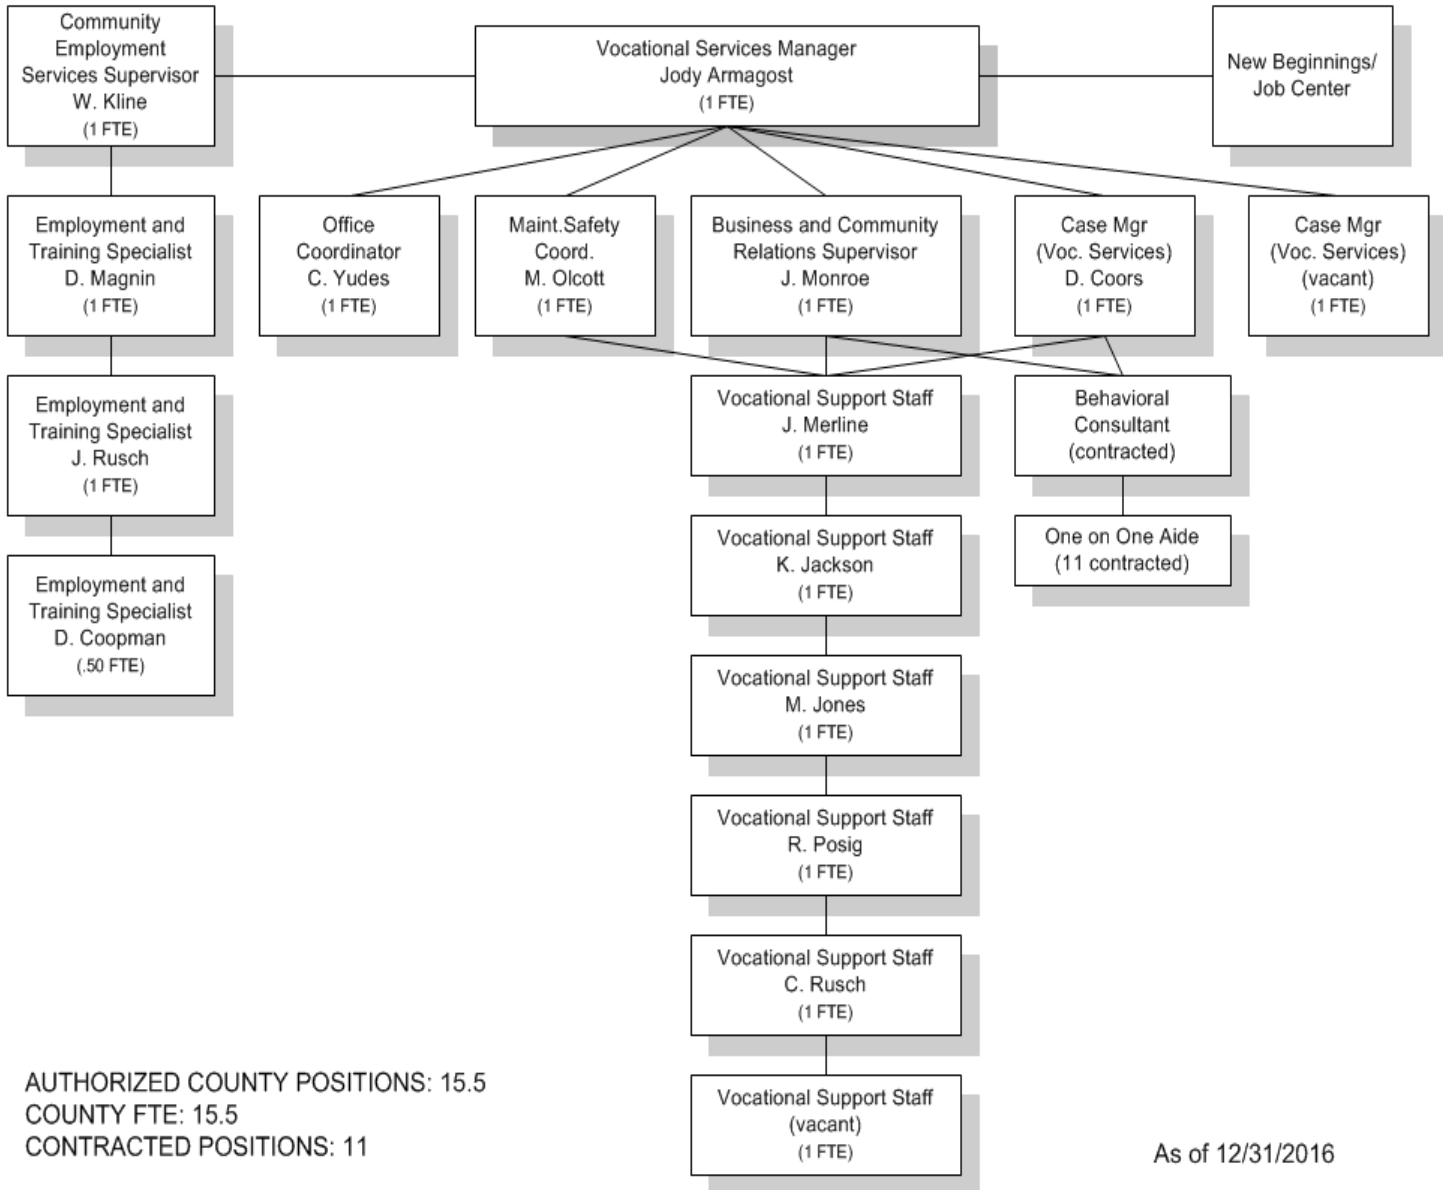 Community
Employment
Services Supervisor
W. Kline
(1 FTE)
Vocational Services Manager
Jody Armagost
(1 FTE)
New Beginnings/
Job Center
Employment and
Training Specialist
D. Magnin
(1 FTE)
Office
Coordinator
C. Yudes
(1 FTE)
Maint.Safety
Coord.
M. Olcott
(1 FTE)
Business and Community
Relations Supervisor
J. Monroe
(1 FTE)
Case Mgr
(Voc. Services)
D. Coors
(1 FTE)
Case Mgr
(Voc. Services)
(vacant)
(1 FTE)
Employment and
Training Specialist
J. Rusch
(1 FTE)
Vocational Support Staff
J. Merline
(1 FTE)
Behavioral
Consultant
(contracted)
Employment and
Training Specialist
D. Coopman
(.50 FTE)
Vocational Support Staff
K. Jackson
(1 FTE)
One on One Aide
(11 contracted)
Vocational Support Staff
M. Jones
(1 FTE)
Vocational Support Staff
R. Posig
(1 FTE)
Vocational Support Staff
C. Rusch
(1 FTE)
Vocational Support Staff
(vacant)
(1 FTE)
AUTHORIZED COUNTY POSITIONS: 15.5
COUNTY FTE: 15.5
CONTRACTED POSITIONS: 11
As of 12/31/2016